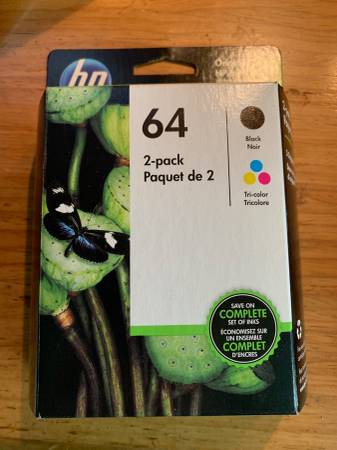 hp
64
2-pack
Paquet de 2
Black
Noir
Tri-color
Tricolore
SAVE ON
COMPLETE
SET OF INKS
ÉCONOMISEZ SUR
UN ENSEMBLE
COMPLET
D'ENCRES